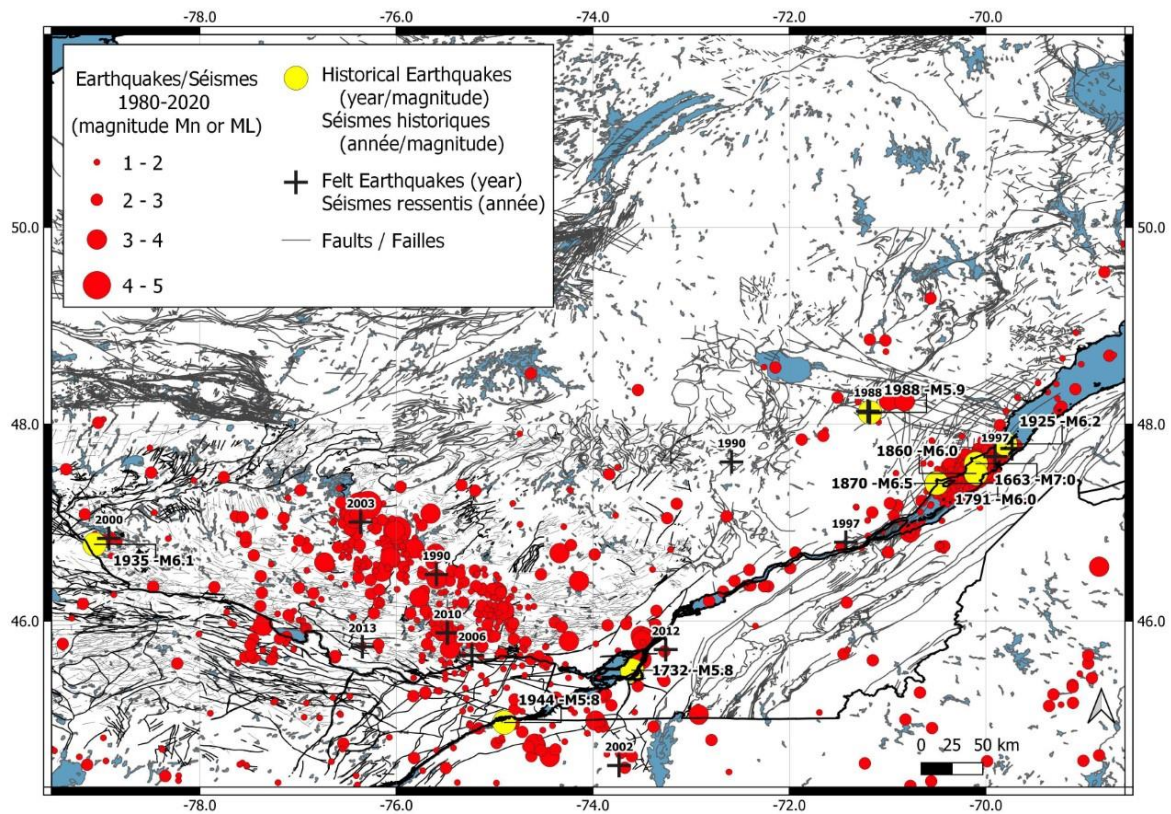 -78.0
-76.0
-74.0
-72.0
-70.0
Earthquakes/Séismes
1980-2020
(magnitude Mn or ML)
1 - 2
2 - 3
3 - 4
4 - 5
Historical Earthquakes
(year/magnitude)
Séismes historiques
(année/magnitude)
Felt Earthquakes (year)
Séismes ressentis (année)
Faults / Failles
50.0
50.0
48.0
48.0
46.0
46.0
1988
1988 -M5.9
1925 -M6.2
1997
1860 -M6.0
1990
1870 -M6.5
1663 -M7.0
1791 -M6.0
2003
2000
1997
1935 -M6.1
1990
2010
2006
2013
2012
1732 -M5.8
1944 -M5.8
2002
0 25 50 km
-78.0
-76.0
-74.0
-72.0
-70.0